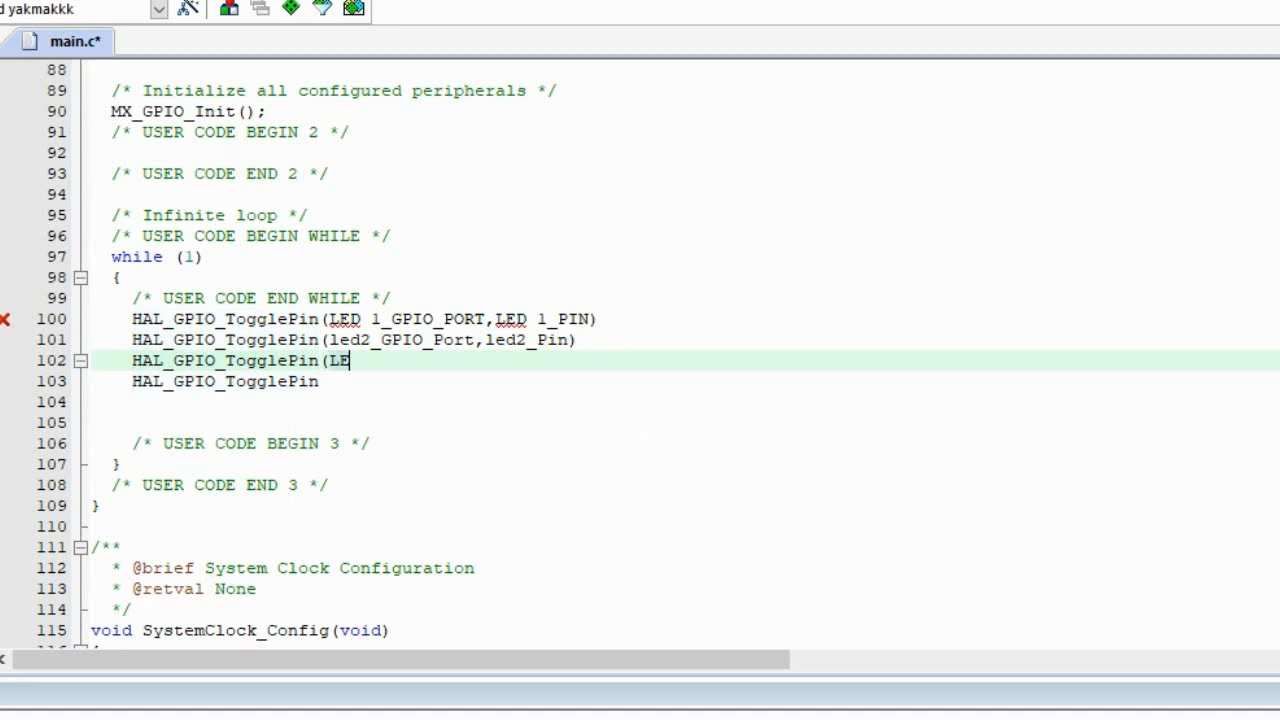 d yakmakkk
main.c*
88
89 /* Initialize all configured peripherals */
90 MX_GPIO_Init();
91 /* USER CODE BEGIN 2 */
92
93 /* USER CODE END 2 */
94
95 /* Infinite loop */
96 /* USER CODE BEGIN WHILE */
97 while (1)
98 {
99 /* USER CODE END WHILE */
100 HAL_GPIO_TogglePin(LED 1_GPIO_PORT,LED 1_PIN)
101 HAL_GPIO_TogglePin(led2_GPIO_Port,led2_Pin)
102 HAL_GPIO_TogglePin(LE
103 HAL_GPIO_TogglePin
104
105
106 /* USER CODE BEGIN 3 */
107 }
108 /* USER CODE END 3 */
109 }
110
111 /**
112 * @brief System Clock Configuration
113 * @retval None
114 */
115 void SystemClock_Config(void)